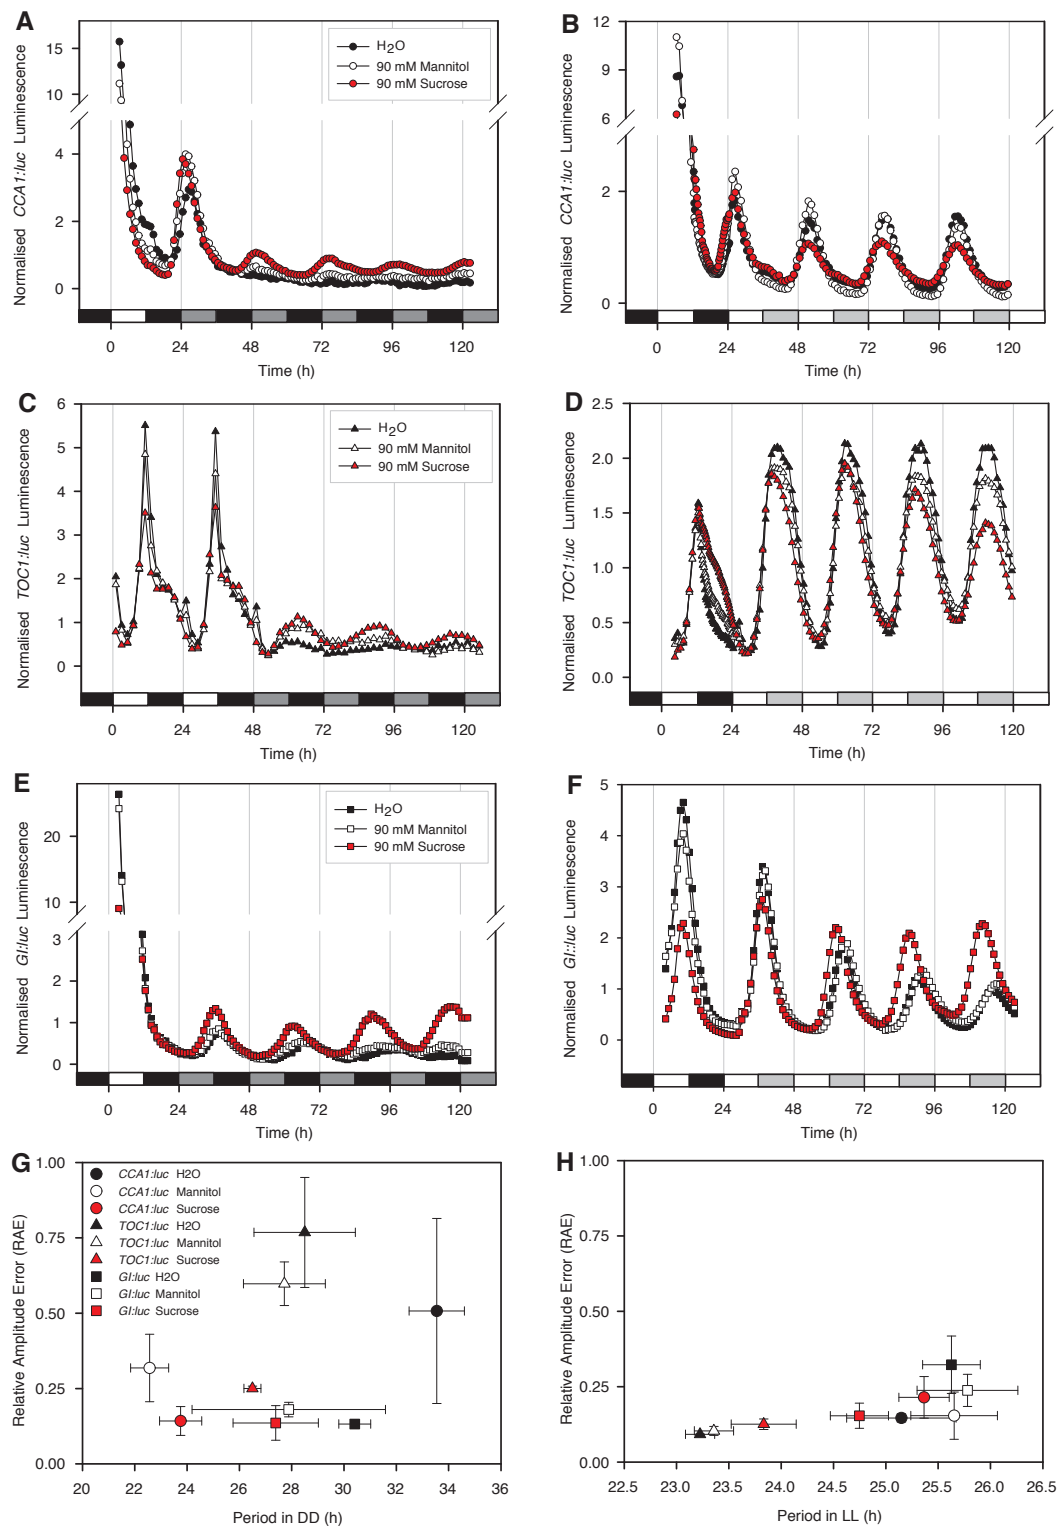 A
Normalised CCA1:luc Luminescence
15
10
4
2
0
H2O
90 mM Mannitol
90 mM Sucrose
0 24 48 72 96 120
Time (h)
B
Normalised CCA1:luc Luminescence
12
9
6
2
0
0 24 48 72 96 120
Time (h)
C
Normalised TOC1:luc Luminescence
6
5
4
3
2
1
0
H2O
90 mM Mannitol
90 mM Sucrose
0 24 48 72 96 120
Time (h)
D
Normalised TOC1:luc Luminescence
2.5
2.0
1.5
1.0
0.5
0.0
0 24 48 72 96 120
Time (h)
E
Normalised GI:luc Luminescence
20
10
3
2
1
0
H2O
90 mM Mannitol
90 mM Sucrose
0 24 48 72 96 120
Time (h)
F
Normalised GI::luc Luminescence
5
4
3
2
1
0
0 24 48 72 96 120
Time (h)
G
Relative Amplitude Error (RAE)
1.00
0.75
0.50
0.25
0.00
CCA1:luc H2O
CCA1:luc Mannitol
CCA1:luc Sucrose
TOC1:luc H2O
TOC1:luc Mannitol
TOC1:luc Sucrose
GI:luc H2O
GI:luc Mannitol
GI:luc Sucrose
20 22 24 26 28 30 32 34 36
Period in DD (h)
H
Relative Amplitude Error (RAE)
1.00
0.75
0.50
0.25
0.00
22.5 23.0 23.5 24.0 24.5 25.0 25.5 26.0 26.5
Period in LL (h)